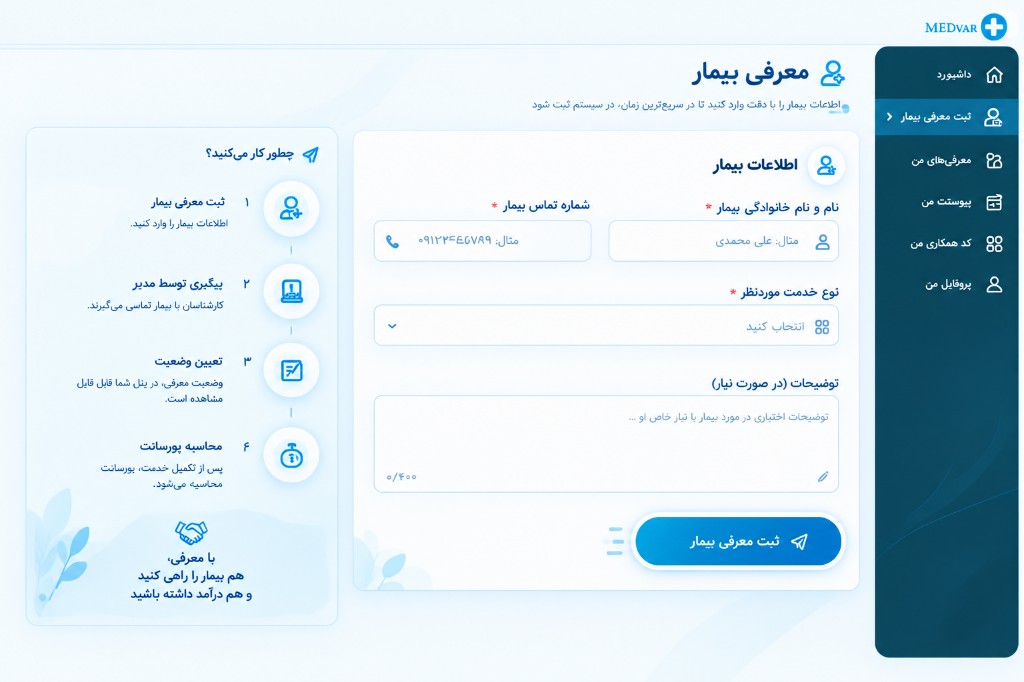 MEDVAR
داشبورد
ثبت معرفی بیمار
معرفی‌های من
پیوستت من
کد همکاری من
پروفایل من
معرفی بیمار
اطلاعات بیمار را با دقت وارد کنید تا در سریع‌ترین زمان، در سیستم ثبت شود
اطلاعات بیمار
نام و نام خانوادگی بیمار *
مثال: علی محمدی
شماره تماس بیمار *
مثال:
نوع خدمت موردنظر *
انتخاب کنید
توضیحات (در صورت نیاز)
توضیحات اختیاری در مورد بیمار با نیاز خاص او ...
۰/۴۰۰
ثبت معرفی بیمار
چطور کار می‌کنید؟
۱ ثبت معرفی بیمار
اطلاعات بیمار را وارد کنید.
۲ پیگیری توسط مدیر
کارشناسان با بیمار تماسی می‌گیرند.
۳ تعیین وضعیت
وضعیت معرفی، در پنل شما قابل قابل
مشاهده است.
۶ محاسبه پورسانت
پس از تکمیل خدمت، پورسانت
محاسبه می‌شود.
با معرفی،
هم بیمار را راهی کنید
و هم درآمد داشته باشید